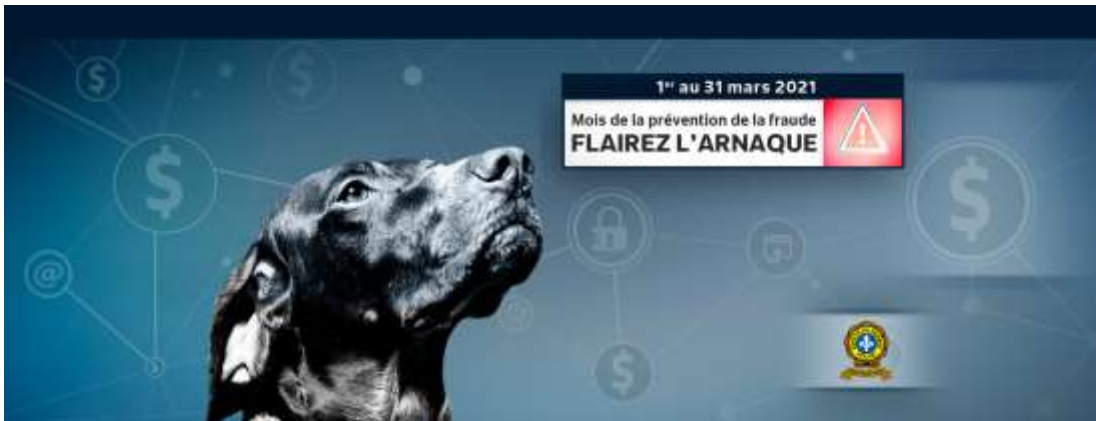 1er au 31 mars 2021
Mois de la prévention de la fraude
FLAIREZ L'ARNAQUE